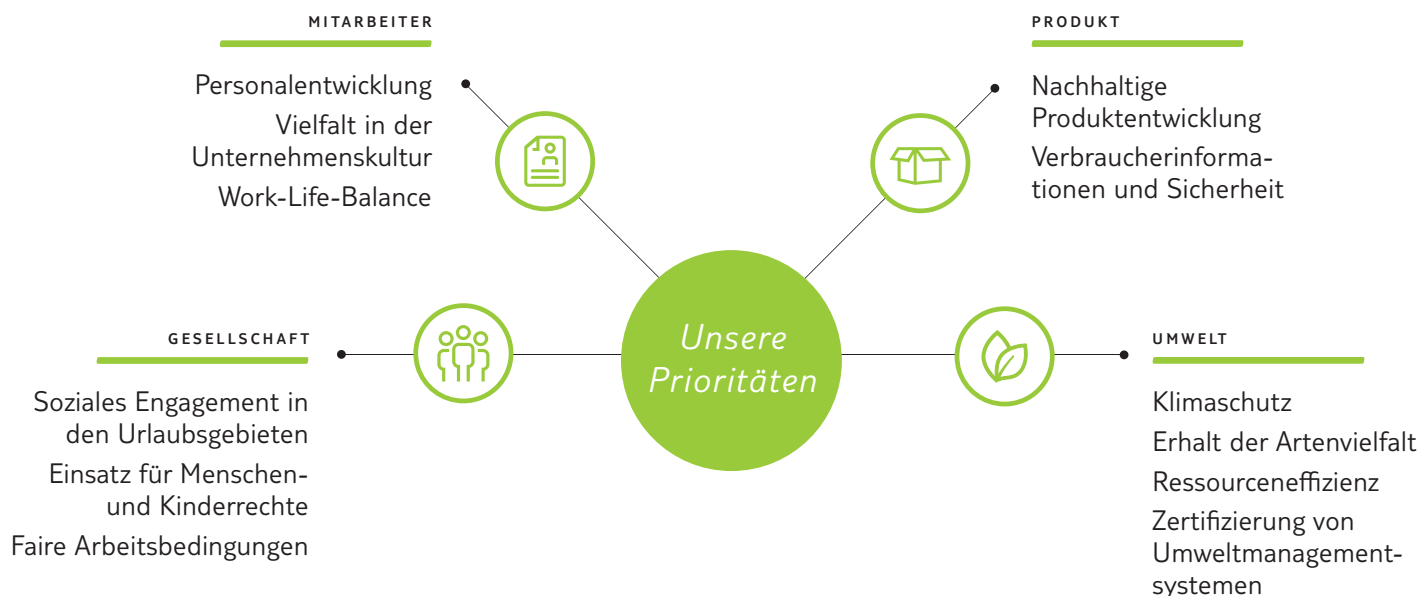 MITARBEITER
Personalentwicklung
Vielfalt in der
Unternehmenskultur
Work-Life-Balance
PRODUKT
Nachhaltige
Produktentwicklung
Verbraucherinforma-
tionen und Sicherheit
Unsere
Prioritäten
GESELLSCHAFT
Soziales Engagement in
den Urlaubsgebieten
Einsatz für Menschen-
und Kinderrechte
Faire Arbeitsbedingungen
UMWELT
Klimaschutz
Erhalt der Artenvielfalt
Ressourceneffizienz
Zertifizierung von
Umweltmanagement-
systemen